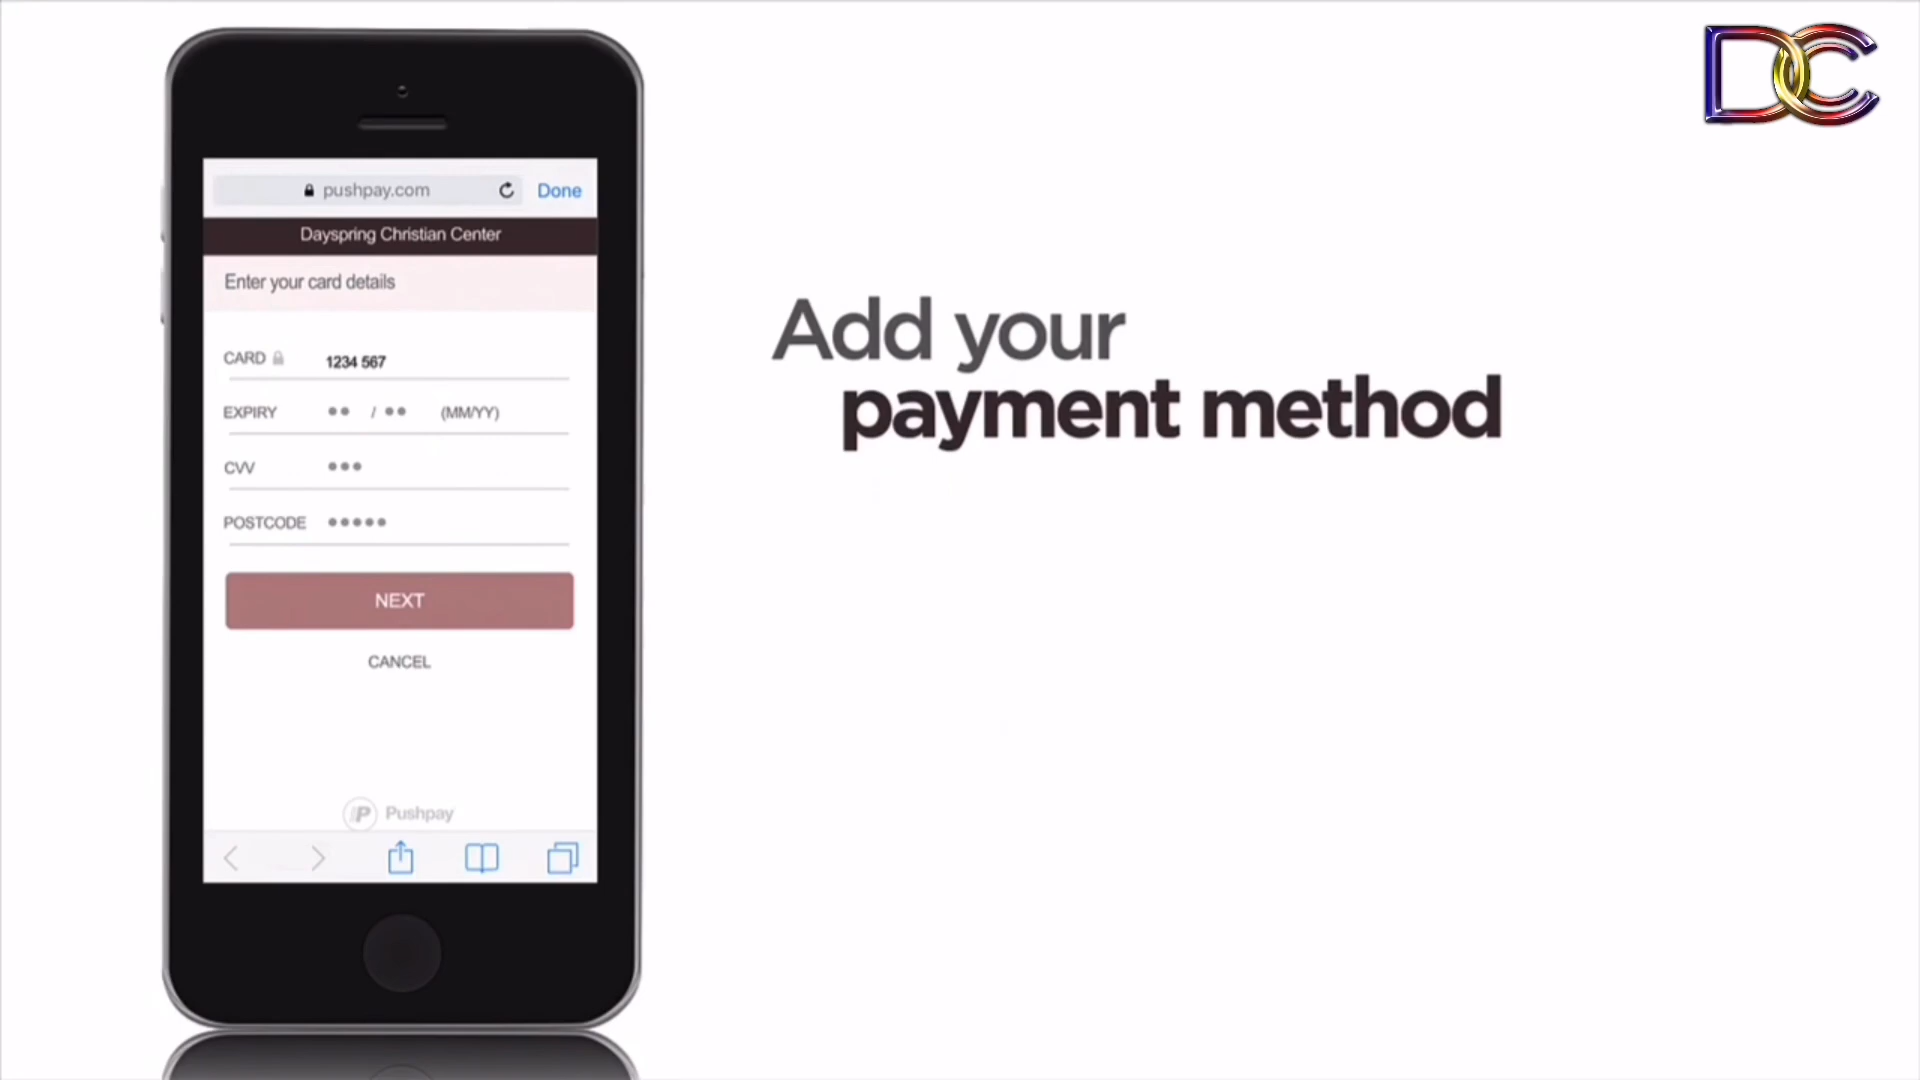 DC
pushpay.com Done
Dayspring Christian Center
Enter your card details
CARD 1234 567
EXPIRY •• / •• (MM/YY)
CVV •••
POSTCODE •••••
NEXT
CANCEL
P Pushpay
Add your
payment method